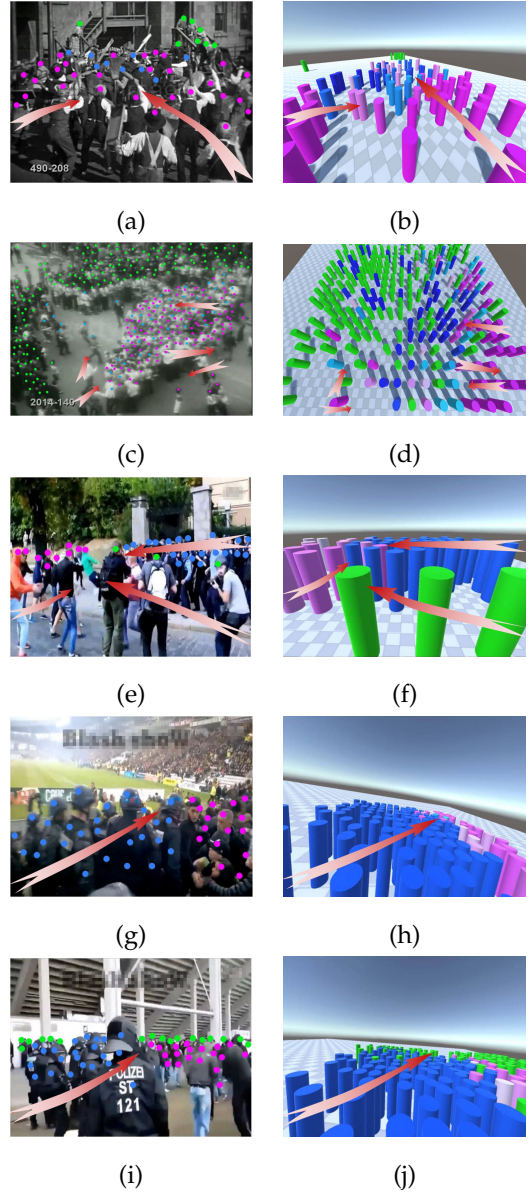 490-208
(a)
(b)
2014-140
(c)
(d)
(e)
(f)
(g)
(h)
POLIZEI
ST
121
(i)
(j)